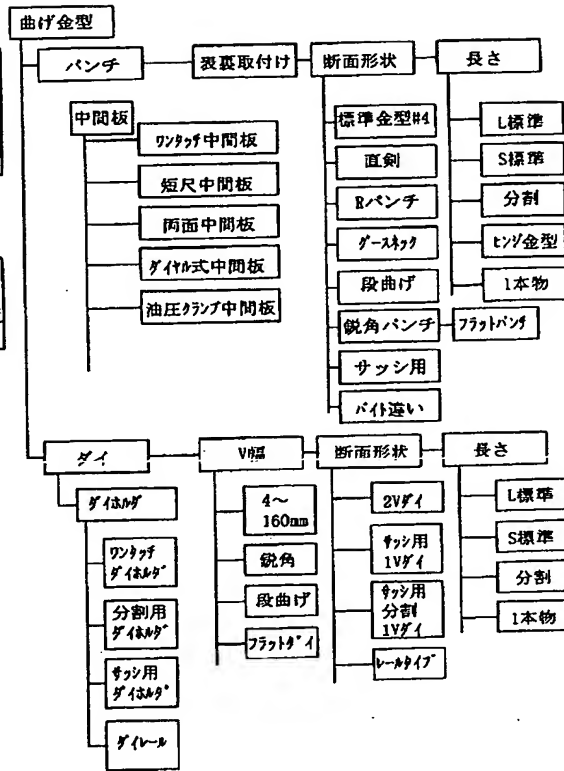 曲げ金型
パンチ
表裏取付け
断面形状
長さ
中間板
ワンタッチ中間板
短尺中間板
両面中間板
ダイヤル式中間板
油圧クランプ中間板
標準金型#4
直剣
Rパンチ
グースネック
段曲げ
鋭角パンチ
フラットパンチ
サッシ用
バイト違い
L標準
S標準
分割
ヒンジ金型
1本物
ダイ
V幅
断面形状
長さ
ダイホルダ
ワンタッチ
ダイホルダ
分割用
ダイホルダ
サッシ用
ダイホルダ
ダイレール
4〜
160mm
鋭角
段曲げ
フラットダイ
2Vダイ
サッシ用
1Vダイ
サッシ用
分割
1Vダイ
レールタイプ
L標準
S標準
分割
1本物